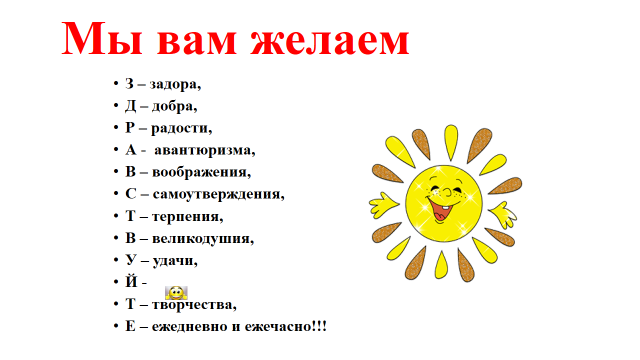 Мы вам желаем
• З – задора,
• Д – добра,
• Р – радости,
• А -  авантюризма,
• В – воображения,
• С – самоутверждения,
• Т – терпения,
• В – великодушия,
• У – удачи,
• Й -
• Т – творчества,
• Е – ежедневно и ежечасно!!!